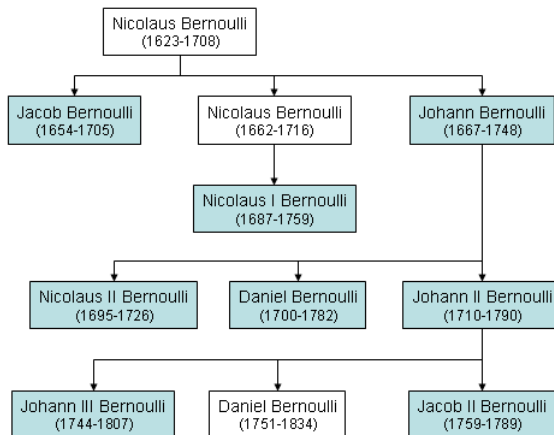 Nicolaus Bernoulli
(1623-1708)
Jacob Bernoulli
(1654-1705)
Nicolaus Bernoulli
(1662-1716)
Johann Bernoulli
(1667-1748)
Nicolaus I Bernoulli
(1687-1759)
Nicolaus II Bernoulli
(1695-1726)
Daniel Bernoulli
(1700-1782)
Johann II Bernoulli
(1710-1790)
Johann III Bernoulli
(1744-1807)
Daniel Bernoulli
(1751-1834)
Jacob II Bernoulli
(1759-1789)